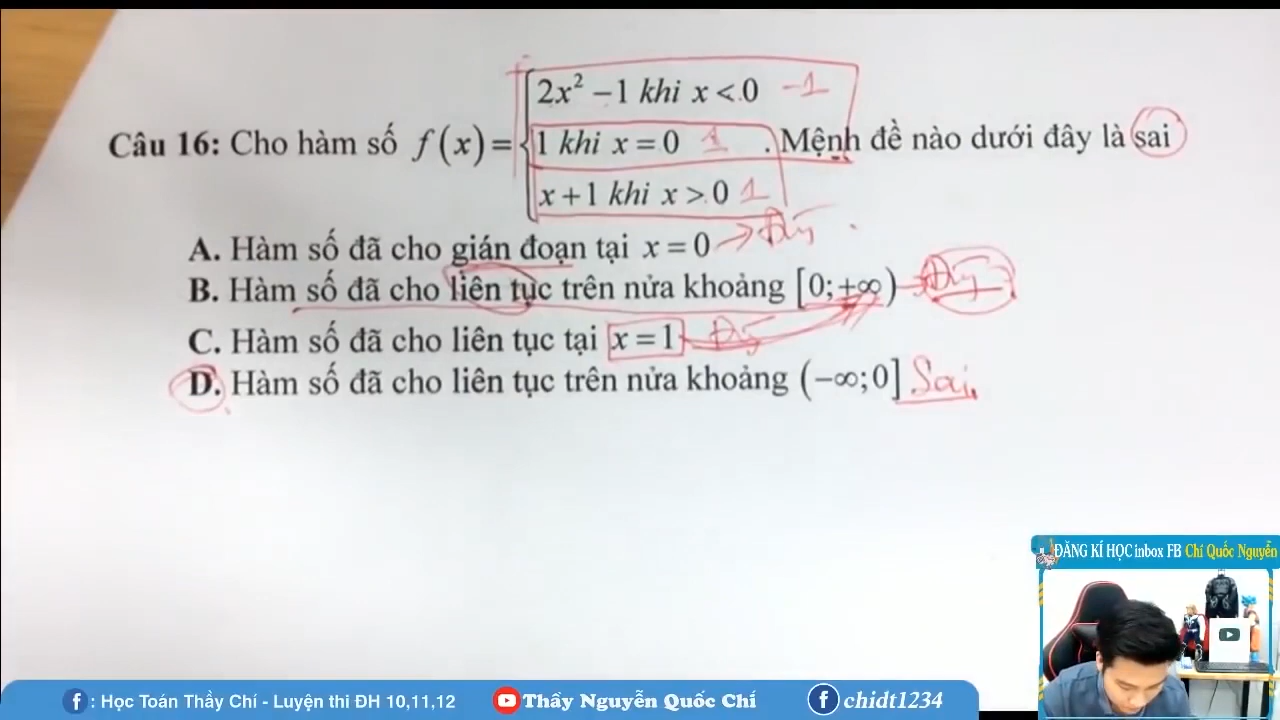 2x² − 1 khi x < 0 -1
Câu 16: Cho hàm số f(x) = { 1 khi x = 0 1 . Mệnh đề nào dưới đây là sai
x + 1 khi x > 0 1
A. Hàm số đã cho gián đoạn tại x = 0 → Đúng
B. Hàm số đã cho liên tục trên nửa khoảng [0; +∞) → Đúng
C. Hàm số đã cho liên tục tại x = 1 Đúng
D. Hàm số đã cho liên tục trên nửa khoảng (−∞; 0] Sai
ĐĂNG KÍ HỌC inbox FB Chí Quốc Nguyễn
: Học Toán Thầy Chí - Luyện thi ĐH 10,11,12 Thầy Nguyễn Quốc Chí chidt1234